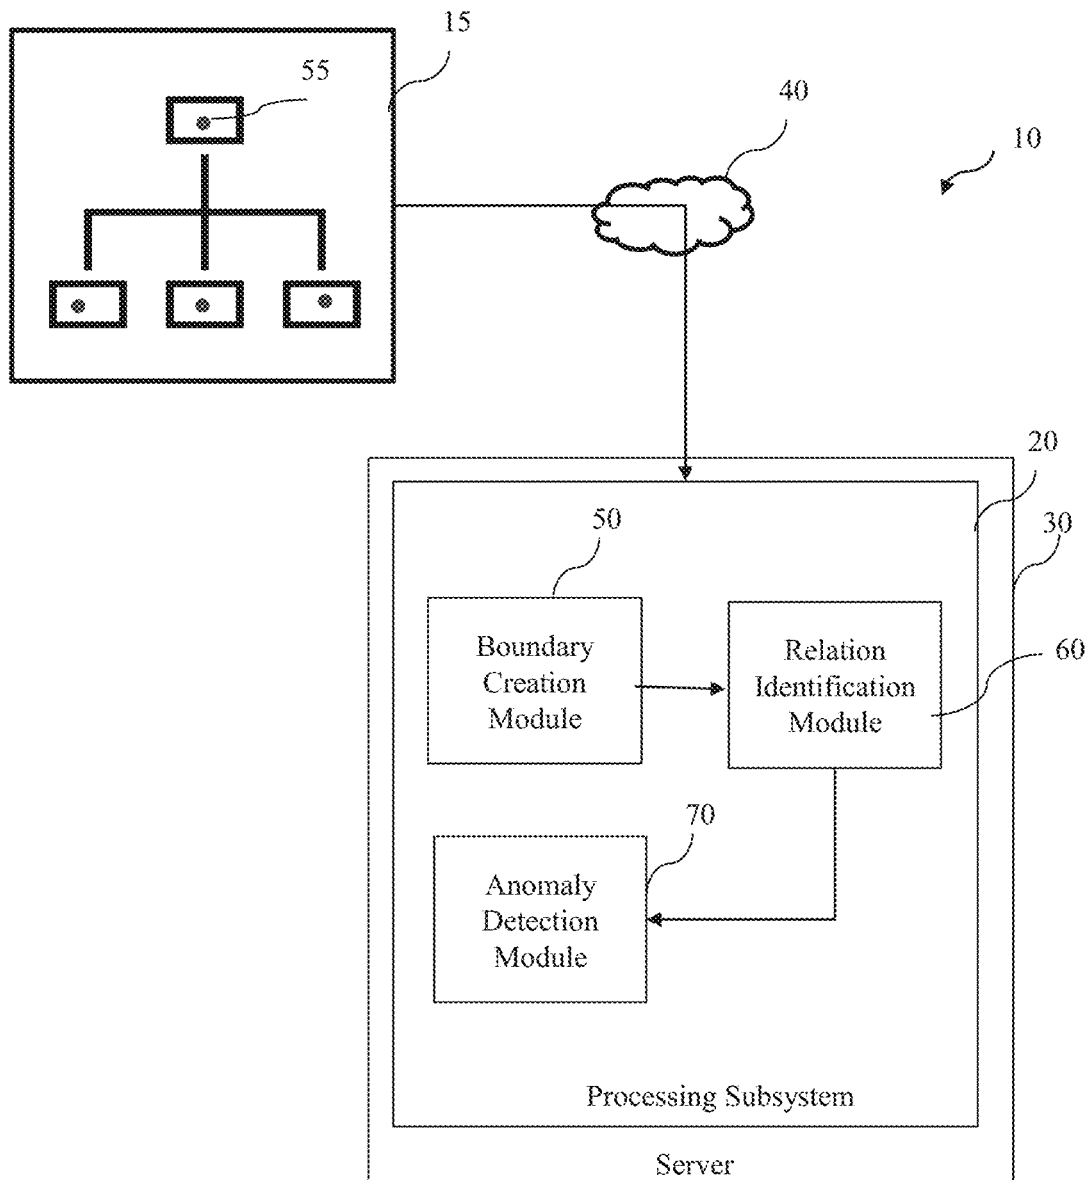 15
55
40
10
20
50
30
Boundary
Creation
Module
Relation
Identification
Module
60
70
Anomaly
Detection
Module
Processing Subsystem
Server